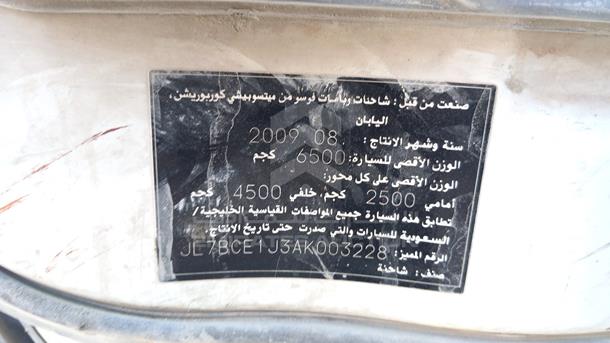 صنعت من قبل: شاحنات وباصات فوسو من ميتسوبيشي كوربوريشن،
اليابان
سنة وشهر الانتاج: 2009 08
الوزن الأقصى للسيارة: 6500 كجم
الوزن الأقصى على كل محور:
أمامي 2500 كجم، خلفي 4500 كجم
تطابق هذه السيارة جميع المواصفات القياسية الخليجية/
السعودية للسيارات والتي صدرت حتى تاريخ الانتاج.
الرقم المميز: JE7BCE1J3AK003228
صنف: شاحنة